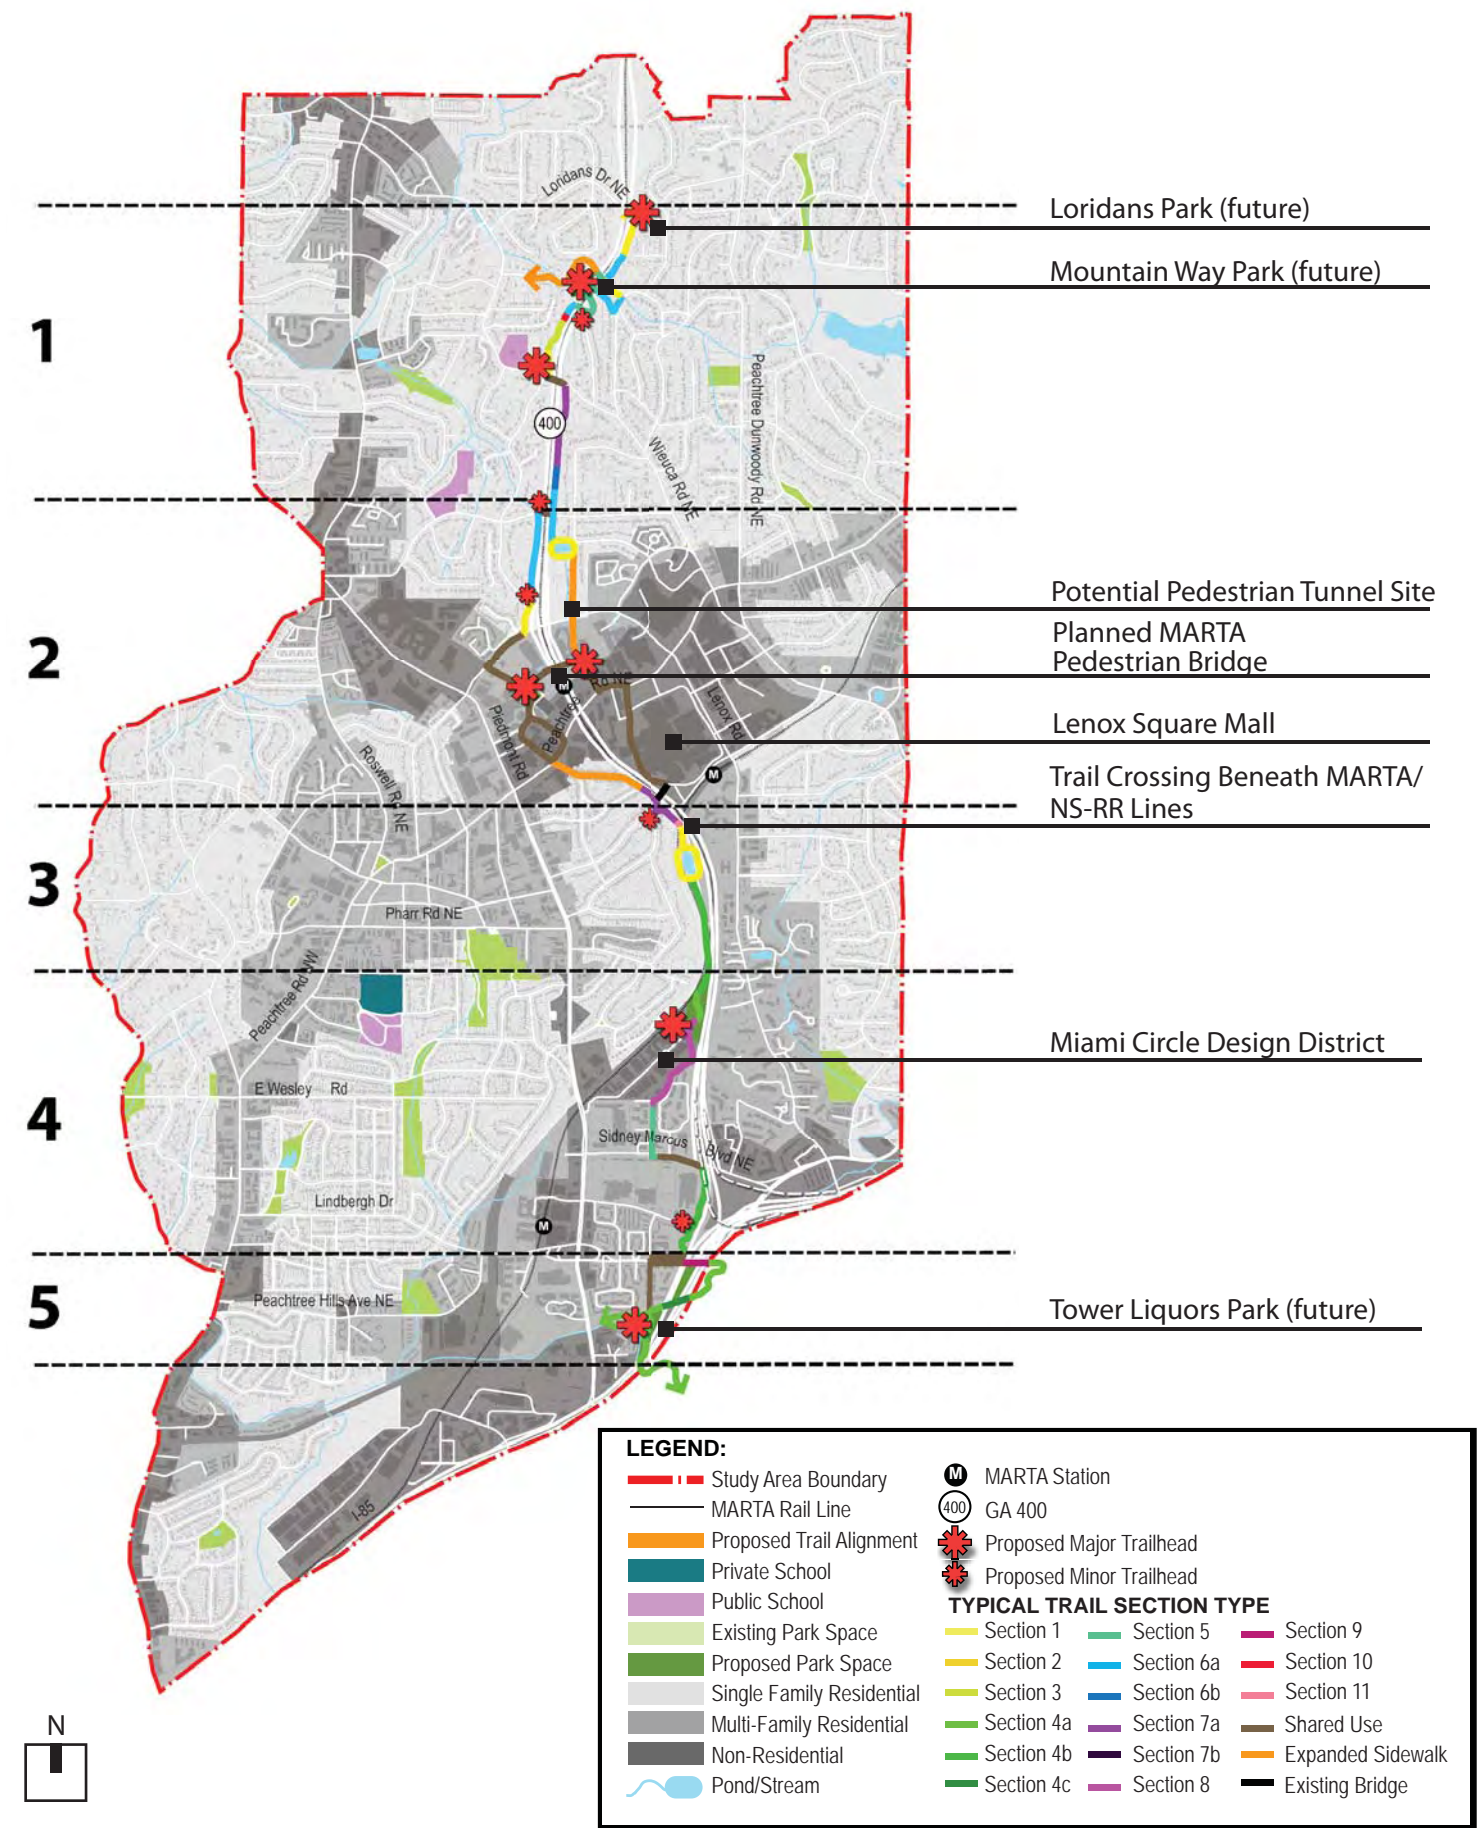 Loridans Dr NE
Loridans Park (future)
Mountain Way Park (future)
1
400
Peachtree Dunwoody Rd NE
Wieuca Rd NE
Potential Pedestrian Tunnel Site
Planned MARTA
Pedestrian Bridge
2
M
Rd NE
Peachtree
Piedmont Rd
Lenox Rd
Lenox Square Mall
M
Roswell Rd NE
Trail Crossing Beneath MARTA/
NS-RR Lines
3
Pharr Rd NE
Peachtree Rd NW
Miami Circle Design District
E Wesley Rd
4
Sidney Marcus Blvd NE
Lindbergh Dr
M
5
Peachtree Hills Ave NE
Tower Liquors Park (future)
I-85
LEGEND:
Study Area Boundary
MARTA Rail Line
Proposed Trail Alignment
Private School
Public School
Existing Park Space
Proposed Park Space
Single Family Residential
Multi-Family Residential
Non-Residential
Pond/Stream
M MARTA Station
400 GA 400
Proposed Major Trailhead
Proposed Minor Trailhead
TYPICAL TRAIL SECTION TYPE
Section 1
Section 2
Section 3
Section 4a
Section 4b
Section 4c
Section 5
Section 6a
Section 6b
Section 7a
Section 7b
Section 8
Section 9
Section 10
Section 11
Shared Use
Expanded Sidewalk
Existing Bridge
N